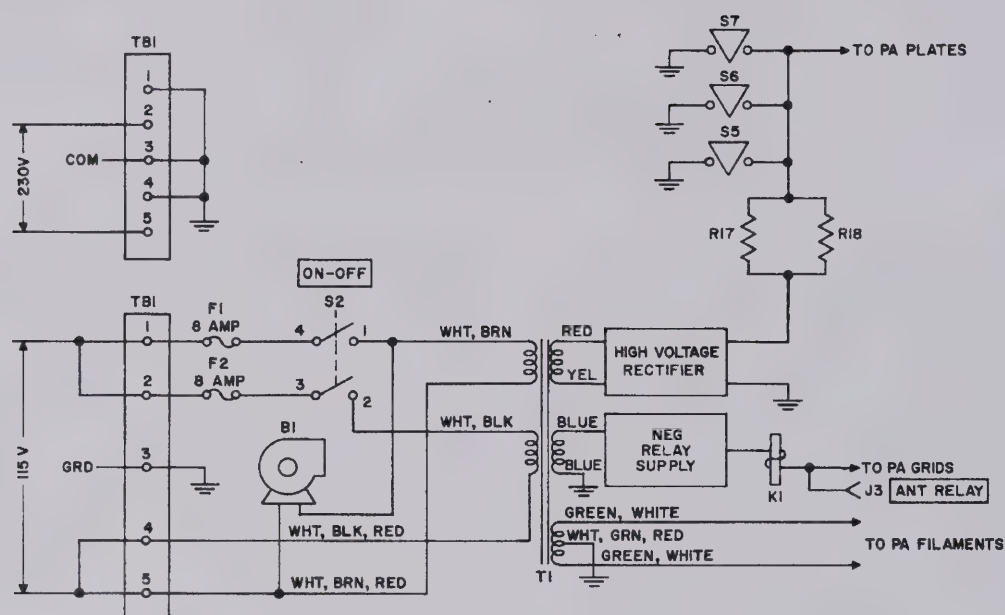 S7
TO PA PLATES
S6
S5
R17
R18
TB1
1
2
COM
3
4
5
230V
ON-OFF
S2
TB1
F1
8 AMP
F2
8 AMP
1
4
1
2
3
2
WHT, BRN
RED
YEL
HIGH VOLTAGE
RECTIFIER
B1
WHT, BLK
BLUE
BLUE
NEG
RELAY
SUPPLY
K1
TO PA GRIDS
J3
ANT RELAY
115 V
GRD
3
4
WHT, BLK, RED
5
WHT, BRN, RED
GREEN, WHITE
WHT, GRN, RED
GREEN, WHITE
TO PA FILAMENTS
T1